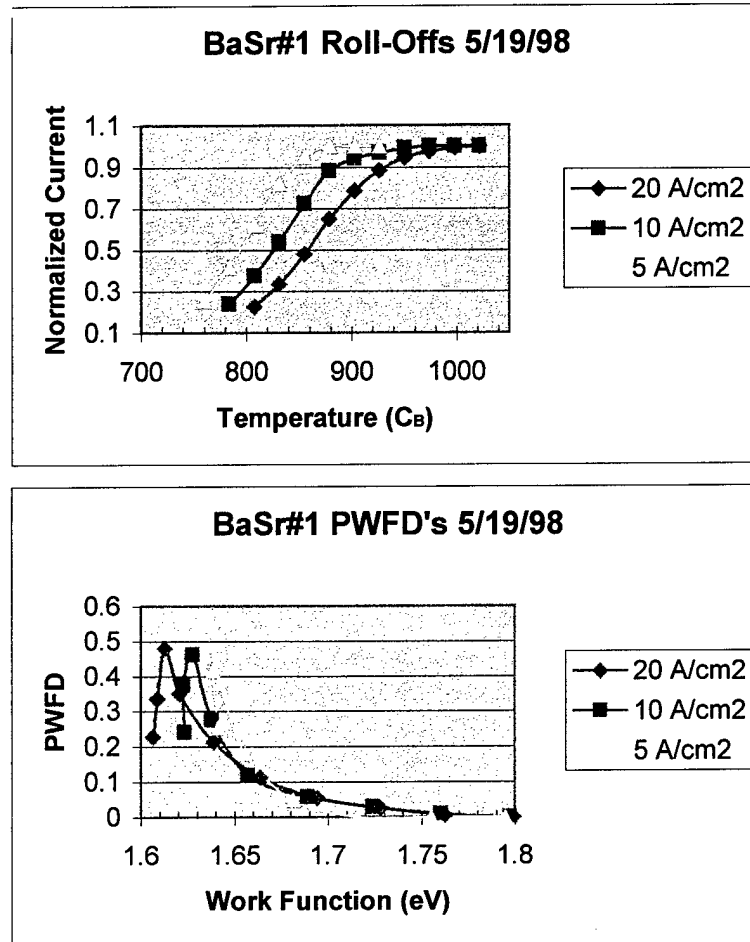 BaSr#1 Roll-Offs 5/19/98
Normalized Current
1.1
0.9
0.7
0.5
0.3
0.1
700
800
900
1000
Temperature (CB)
20 A/cm2
10 A/cm2
5 A/cm2
BaSr#1 PWFD's 5/19/98
PWFD
0.6
0.5
0.4
0.3
0.2
0.1
0
1.6
1.65
1.7
1.75
1.8
Work Function (eV)
20 A/cm2
10 A/cm2
5 A/cm2